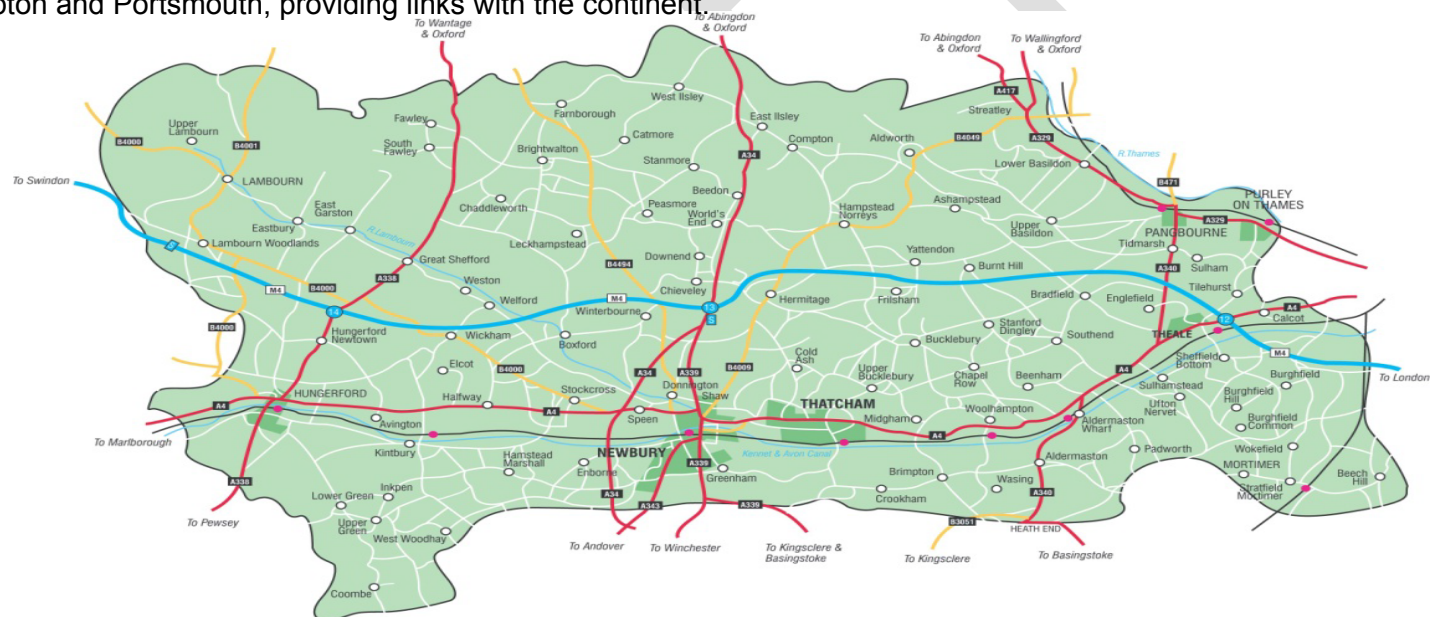 pton and Portsmouth, providing links with the continent.
To Wantage
& Oxford
To Abingdon
& Oxford
To Abingdon
& Oxford
To Wallingford
& Oxford
A417
Streatley
West Ilsley
Farnborough
Fawley
Upper
Lambourn
B4000
B4001
South
Fawley
Catmore
East Ilsley
Compton
Aldworth
B4049
A329
Brightwalton
Stanmore
A34
Lower Basildon
R.Thames
To Swindon
LAMBOURN
B471
PURLEY
ON THAMES
Beedon
East
Garston
Chaddleworth
Peasmore
World's
End
Hampstead
Norreys
Ashampstead
Upper
Basildon
A329
PANGBOURNE
Eastbury
R.Lambourn
Lambourn Woodlands
Leckhampstead
Tidmarsh
Yattendon
Downend
Great Shefford
B4494
Burnt Hill
A340
Sulham
A338
M4
B4000
Weston
Chieveley
Tilehurst
Welford
M4
Winterbourne
13
S
Hermitage
Frilsham
Bradfield
Englefield
A4
Calcot
14
12
B4000
Hungerford
Newtown
Wickham
Boxford
Stanford
Dingley
Southend
THEALE
Bucklebury
Cold
Ash
Sheffield
Bottom
M4
Elcot
B4000
A34
A339
B4009
Upper
Bucklebury
Chapel
Row
Beenham
A4
Burghfield
To London
Donnington
Shaw
Stockcross
Sulhamstead
HUNGERFORD
Halfway
THATCHAM
Ufton
Nervet
Burghfield
Hill
A4
A4
Speen
Midgham
Woolhampton
Aldermaston
Wharf
Burghfield
Common
Avington
A4
To Marlborough
Kintbury
NEWBURY
Kennet & Avon Canal
Padworth
Wokefield
Hamstead
Marshall
Enborne
A339
Greenham
Aldermaston
MORTIMER
Brimpton
Beech
Hill
A338
Inkpen
Lower Green
Wasing
Crookham
Stratfield
Mortimer
A34
A343
A339
A340
To Pewsey
Upper
Green
West Woodhay
B3051
HEATH END
To Andover
To Winchester
To Kingsclere &
Basingstoke
To Kingsclere
To Basingstoke
Coombe